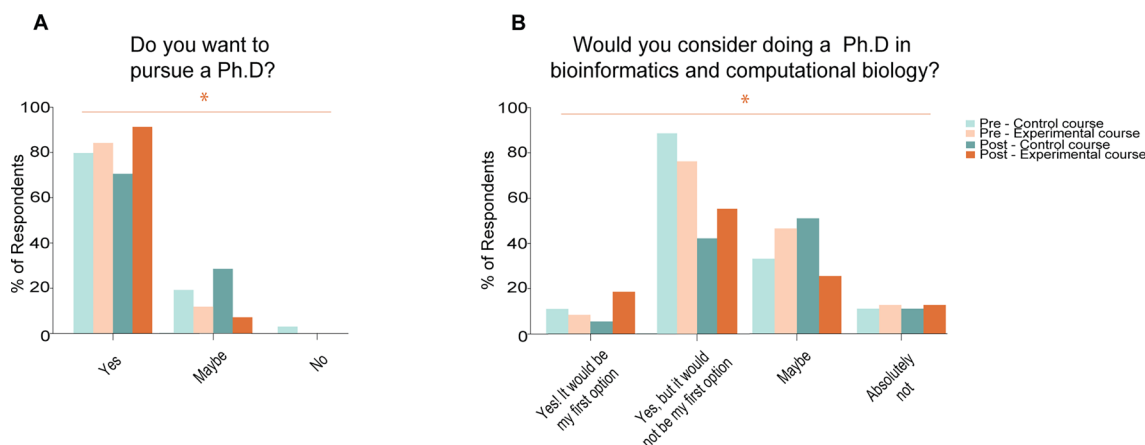 A
Do you want to
pursue a Ph.D?
*
% of Respondents
100
80
60
40
20
0
Yes
Maybe
No
B
Would you consider doing a Ph.D in
bioinformatics and computational biology?
*
% of Respondents
100
80
60
40
20
0
Yes! It would be
my first option
Yes, but it would
not be my first option
Maybe
Absolutely
not
Pre - Control course
Pre - Experimental course
Post - Control course
Post - Experimental course